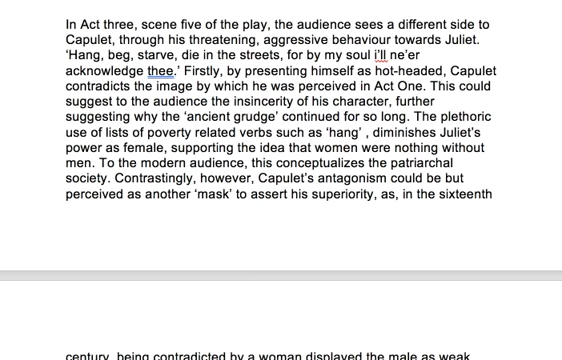 In Act three, scene five of the play, the audience sees a different side to
Capulet, through his threatening, aggressive behaviour towards Juliet.
‘Hang, beg, starve, die in the streets, for by my soul i’ll ne’er
acknowledge thee.’ Firstly, by presenting himself as hot-headed, Capulet
contradicts the image by which he was perceived in Act One. This could
suggest to the audience the insincerity of his character, further
suggesting why the ‘ancient grudge’ continued for so long. The plethoric
use of lists of poverty related verbs such as ‘hang’ , diminishes Juliet’s
power as female, supporting the idea that women were nothing without
men. To the modern audience, this conceptualizes the patriarchal
society. Contrastingly, however, Capulet’s antagonism could be but
perceived as another ‘mask’ to assert his superiority, as, in the sixteenth
century, being contradicted by a woman displayed the male as weak